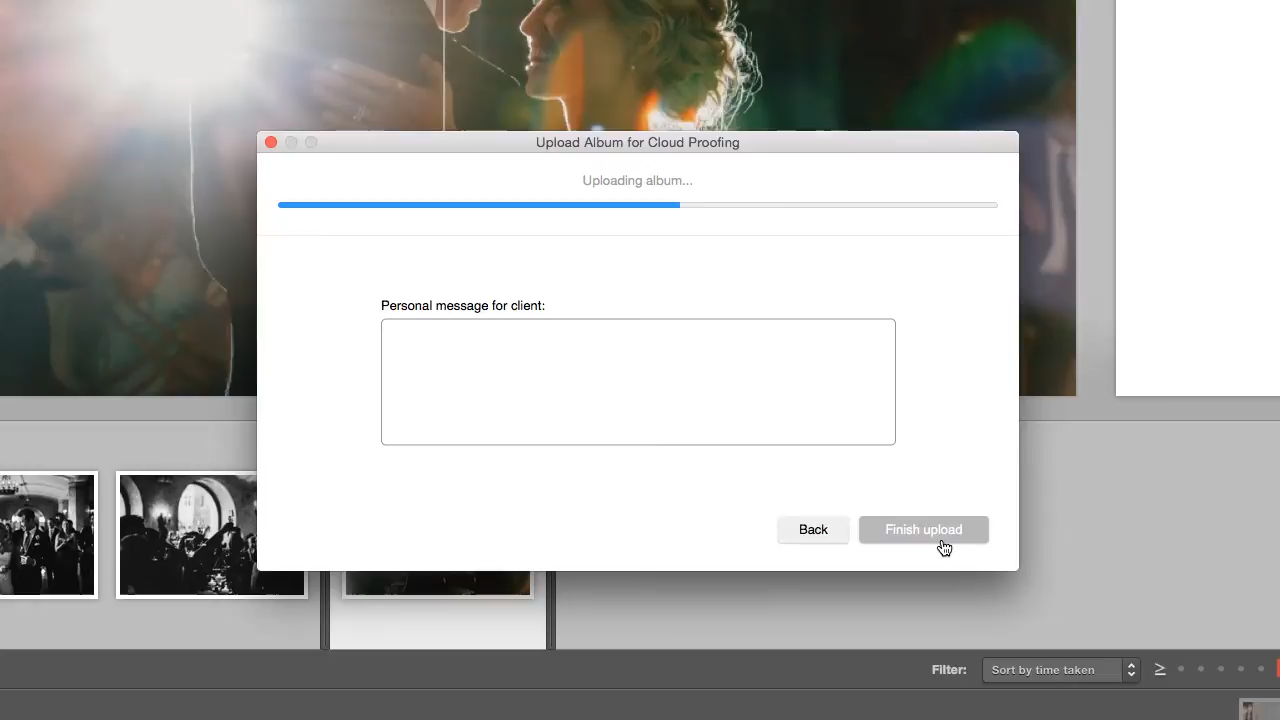 Upload Album for Cloud Proofing
Uploading album...
Personal message for client:
Back
Finish upload
Filter:
Sort by time taken
≥